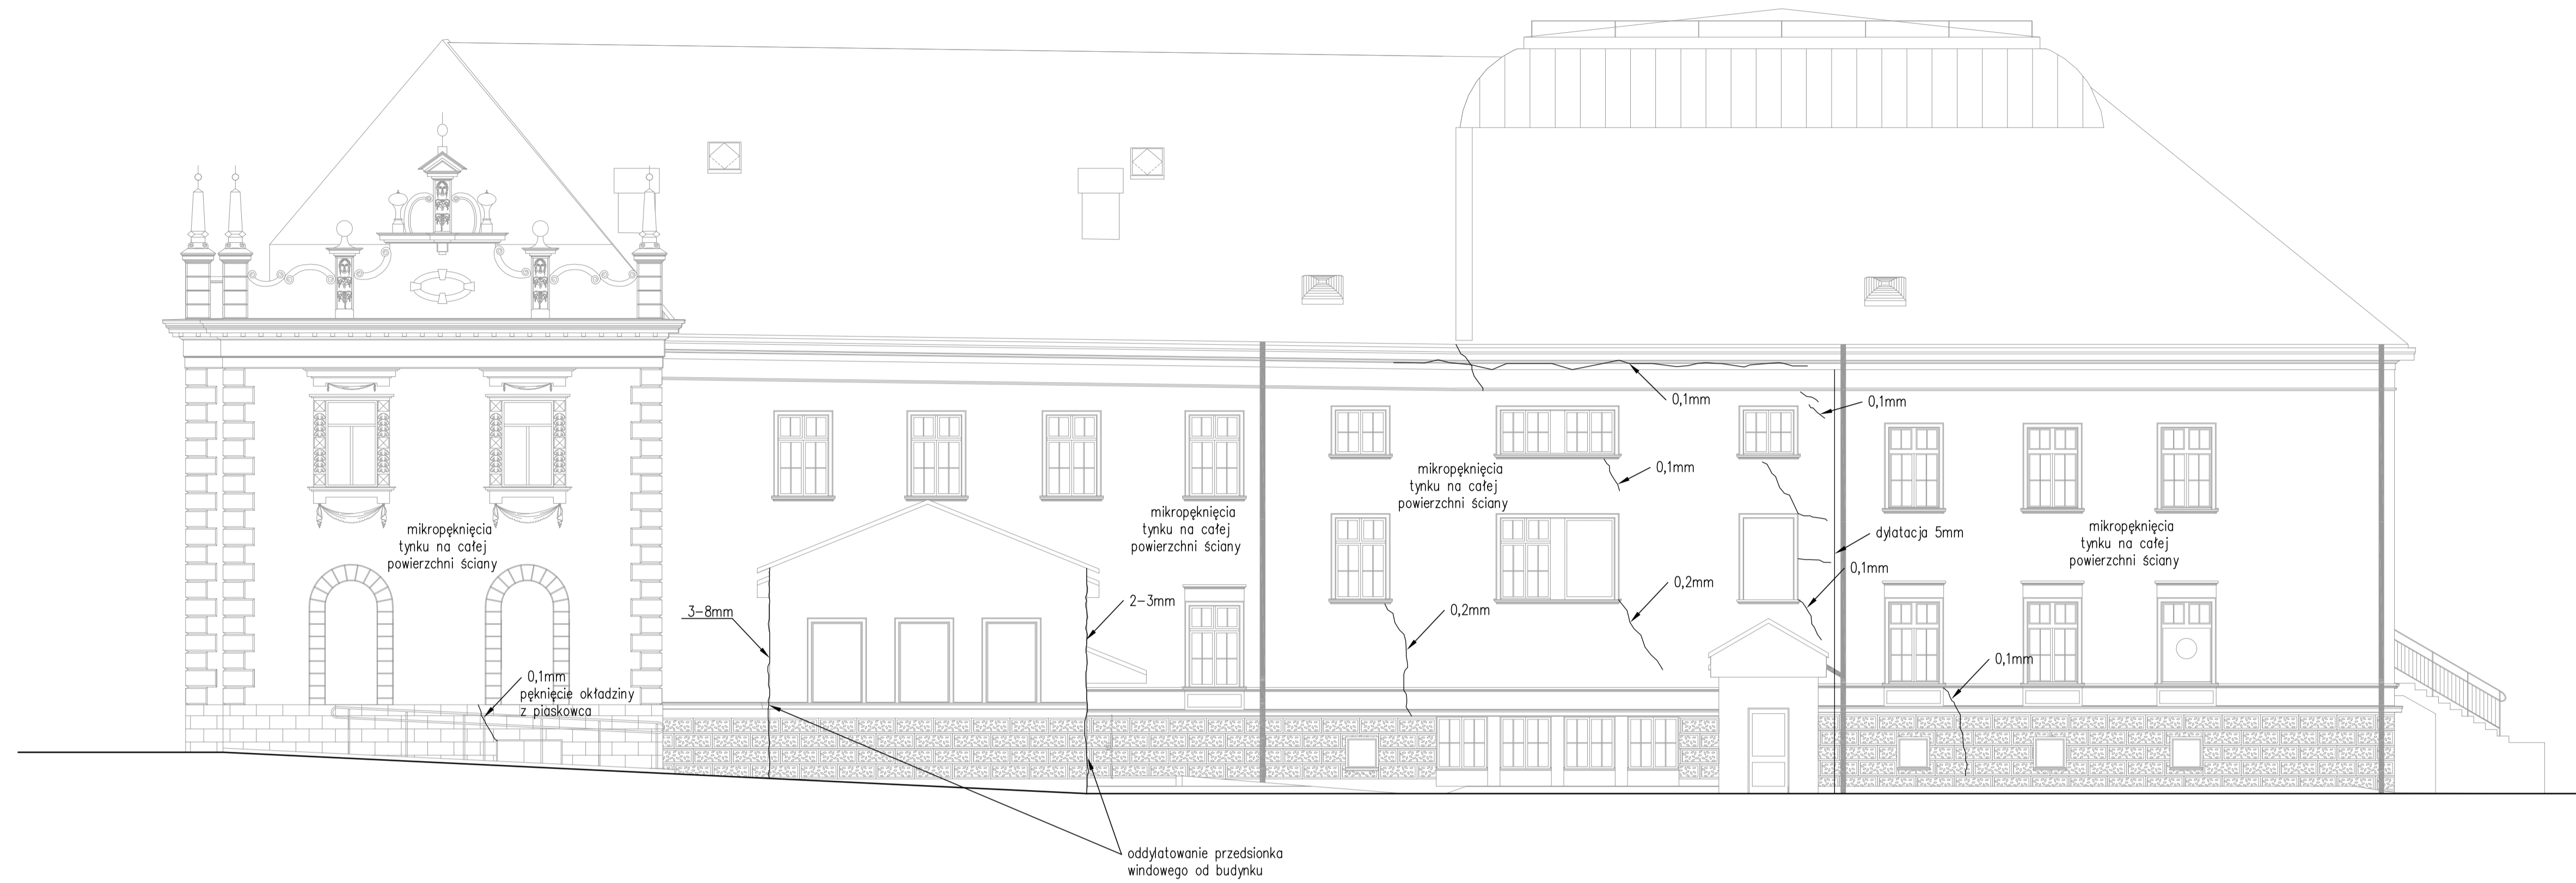 mikropęknięcia
tynku na całej
powierzchni ściany
0,1mm
pęknięcie okładziny
z piaskowca
3-8mm
2-3mm
mikropęknięcia
tynku na całej
powierzchni ściany
oddylatowanie przedsionka
windowego od budynku
mikropęknięcia
tynku na całej
powierzchni ściany
0,1mm
0,1mm
0,1mm
0,2mm
0,2mm
dylatacja 5mm
0,1mm
mikropęknięcia
tynku na całej
powierzchni ściany
0,1mm